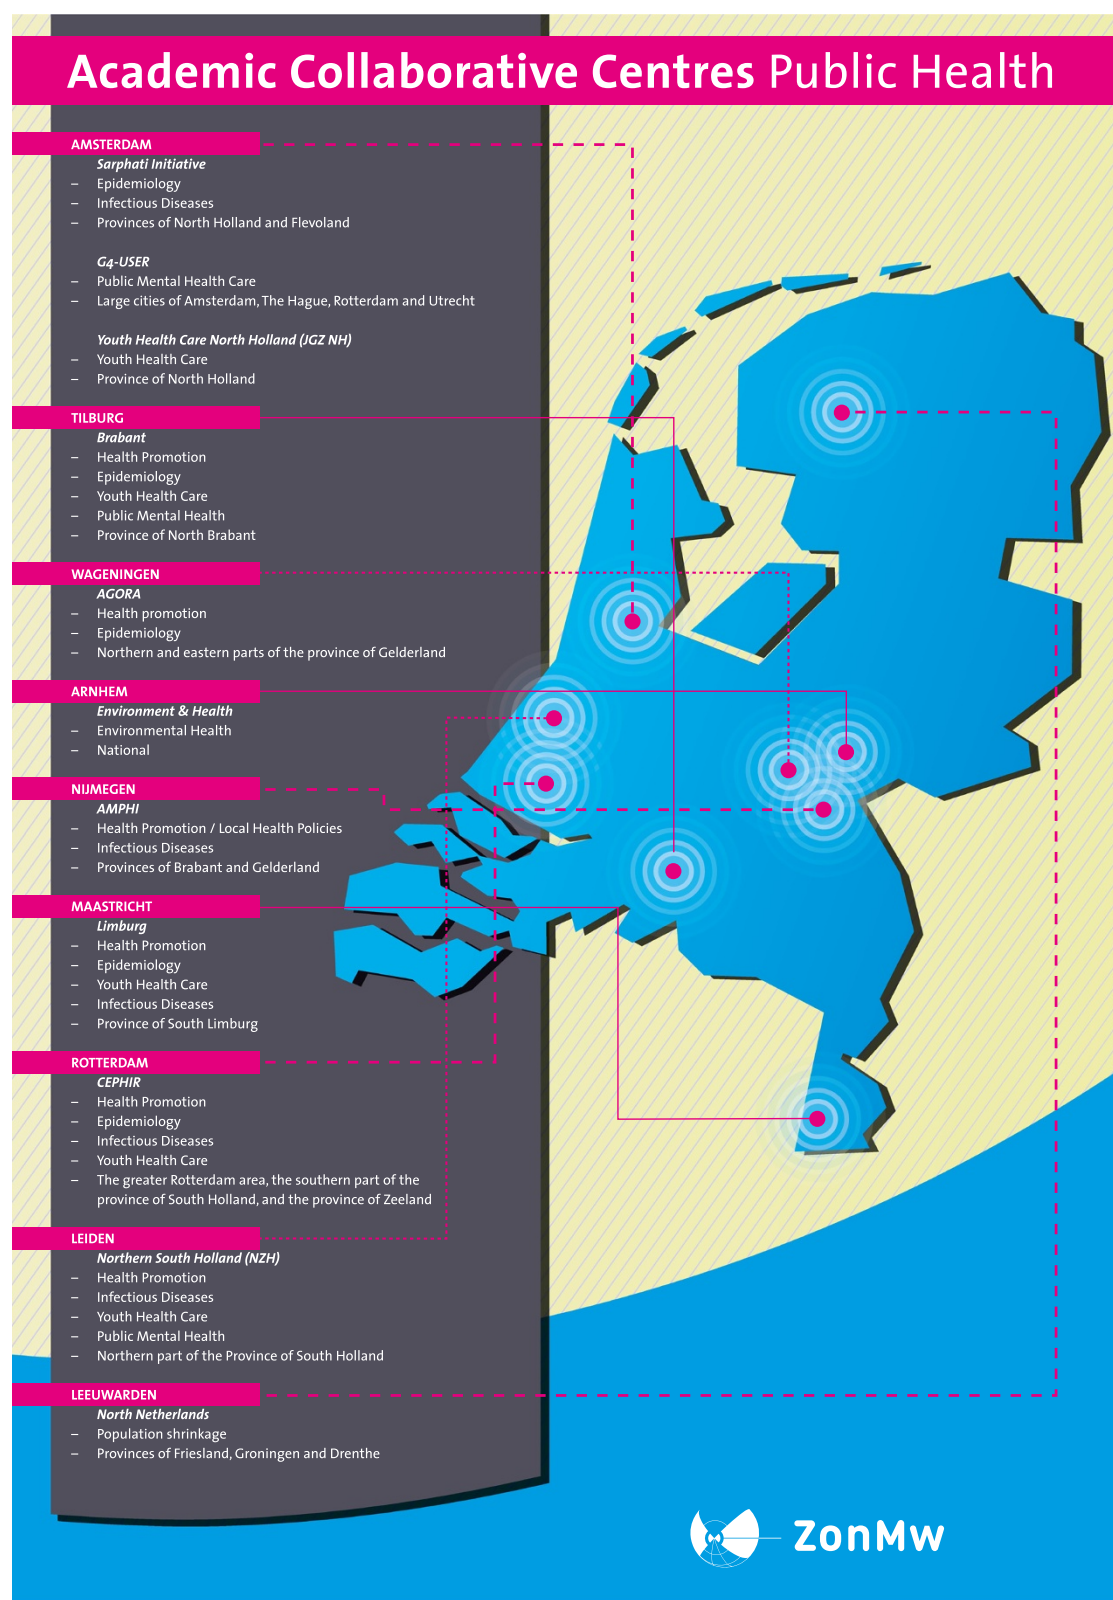 Academic Collaborative Centres Public Health
AMSTERDAM
Sarphati Initiative
– Epidemiology
– Infectious Diseases
– Provinces of North Holland and Flevoland
G4-USER
– Public Mental Health Care
– Large cities of Amsterdam, The Hague, Rotterdam and Utrecht
Youth Health Care North Holland (JGZ NH)
– Youth Health Care
– Province of North Holland
TILBURG
Brabant
– Health Promotion
– Epidemiology
– Youth Health Care
– Public Mental Health
– Province of North Brabant
WAGENINGEN
AGORA
– Health promotion
– Epidemiology
– Northern and eastern parts of the province of Gelderland
ARNHEM
Environment & Health
– Environmental Health
– National
NIJMEGEN
AMPHI
– Health Promotion / Local Health Policies
– Infectious Diseases
– Provinces of Brabant and Gelderland
MAASTRICHT
Limburg
– Health Promotion
– Epidemiology
– Youth Health Care
– Infectious Diseases
– Province of South Limburg
ROTTERDAM
CEPHIR
– Health Promotion
– Epidemiology
– Infectious Diseases
– Youth Health Care
– The greater Rotterdam area, the southern part of the
province of South Holland, and the province of Zeeland
LEIDEN
Northern South Holland (NZH)
– Health Promotion
– Infectious Diseases
– Youth Health Care
– Public Mental Health
– Northern part of the Province of South Holland
LEEUWARDEN
North Netherlands
– Population shrinkage
– Provinces of Friesland, Groningen and Drenthe
ZonMw